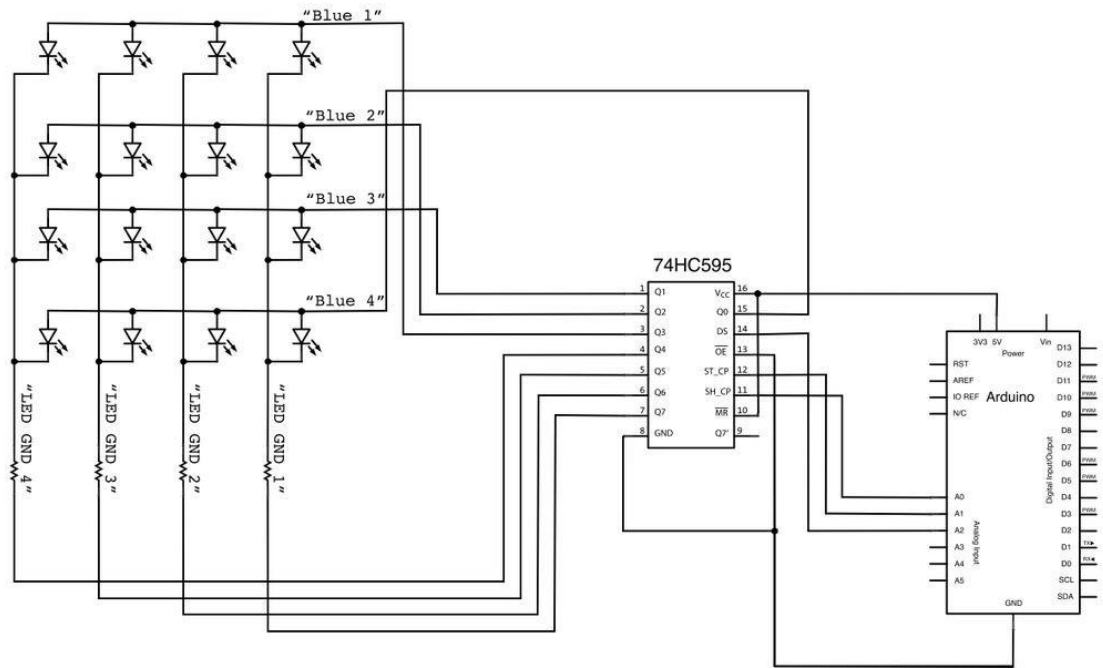 "Blue 1"
"Blue 2"
"Blue 3"
"Blue 4"
"LED GND 4"
"LED GND 3"
"LED GND 2"
"LED GND 1"
74HC595
1 Q1 VCC 16
2 Q2 Q0 15
3 Q3 DS 14
4 Q4 OE 13
5 Q5 ST_CP 12
6 Q6 SH_CP 11
7 Q7 MR 10
8 GND Q7' 9
3V3 5V Vin
Power
Arduino
RST
AREF
IO REF
N/C
A0
A1
A2
A3
A4
A5
Analog Input
Digital Input/Output
D13
D12
D11 PWM
D10 PWM
D9 PWM
D8
D7
D6 PWM
D5 PWM
D4
D3 PWM
D2
D1 TX▶
D0 RX◀
SCL
SDA
GND